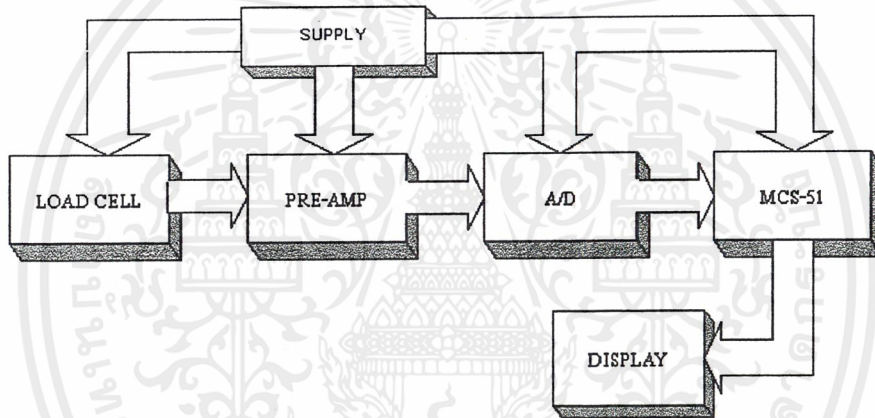 SUPPLY
LOAD CELL
PRE-AMP
A/D
MCS-51
DISPLAY